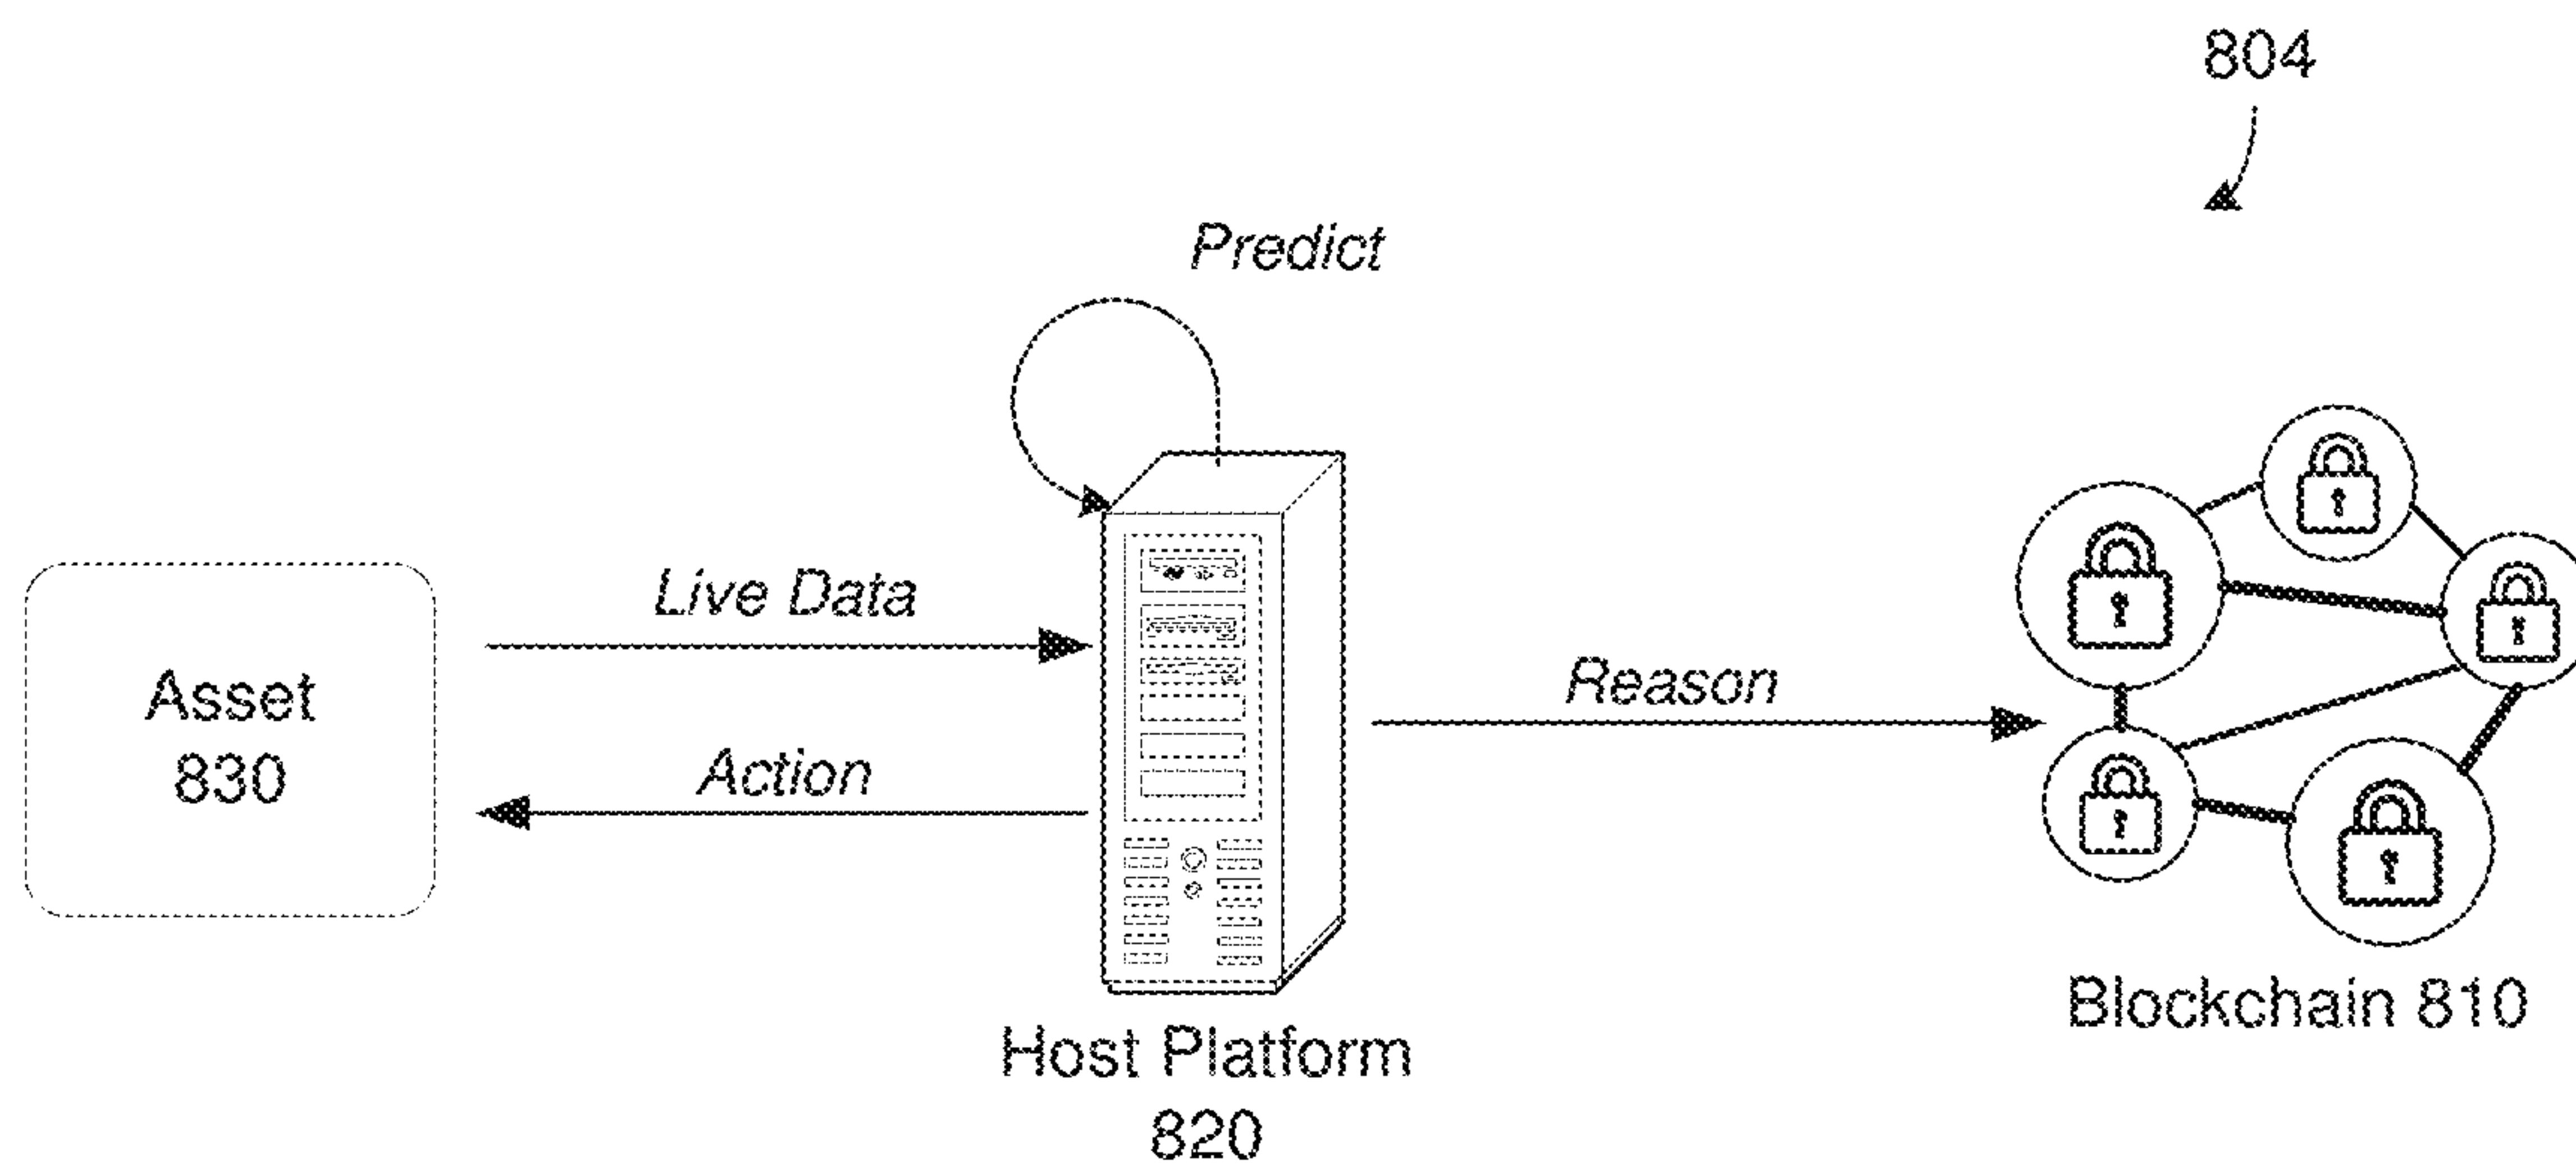 804
Predict
Live Data
Asset
830
Reason
Action
Blockchain 810
Host Platform
820